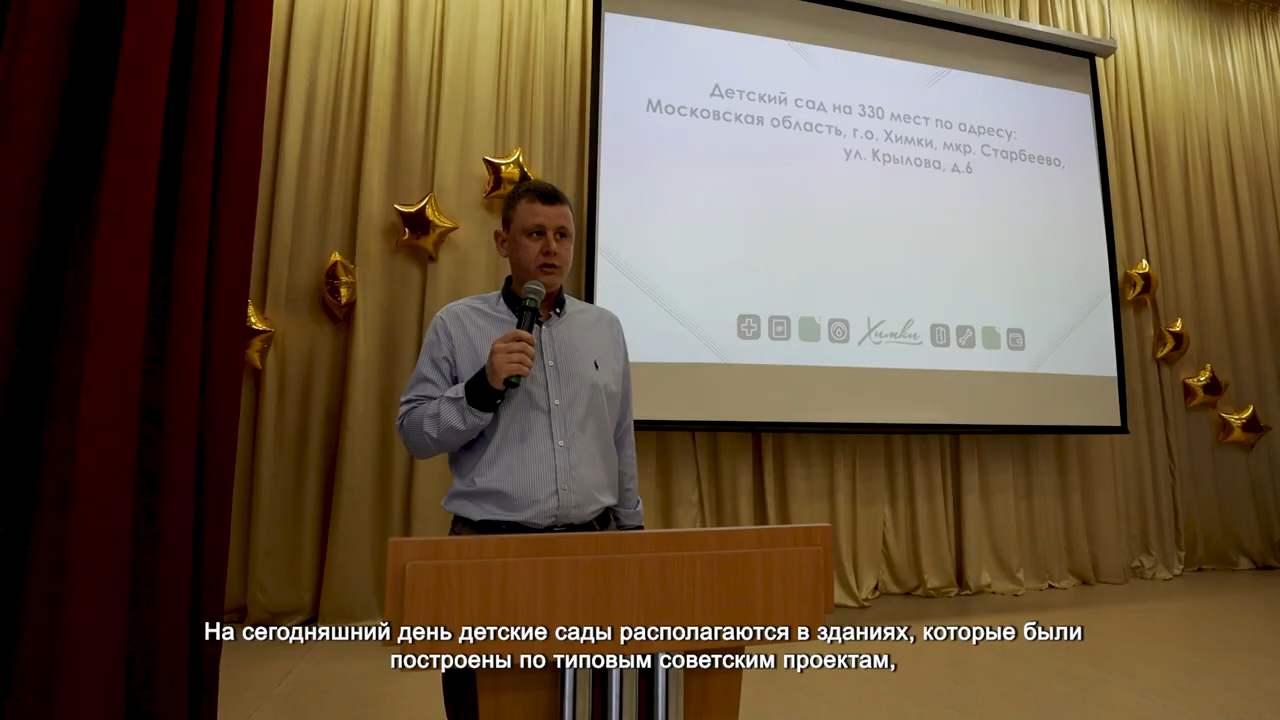 Детский сад на 330 мест по адресу:
Московская область, г.о. Химки, мкр. Старбеево,
ул. Крылова, д.6
Химки
На сегодняшний день детские сады располагаются в зданиях, которые были
построены по типовым советским проектам,